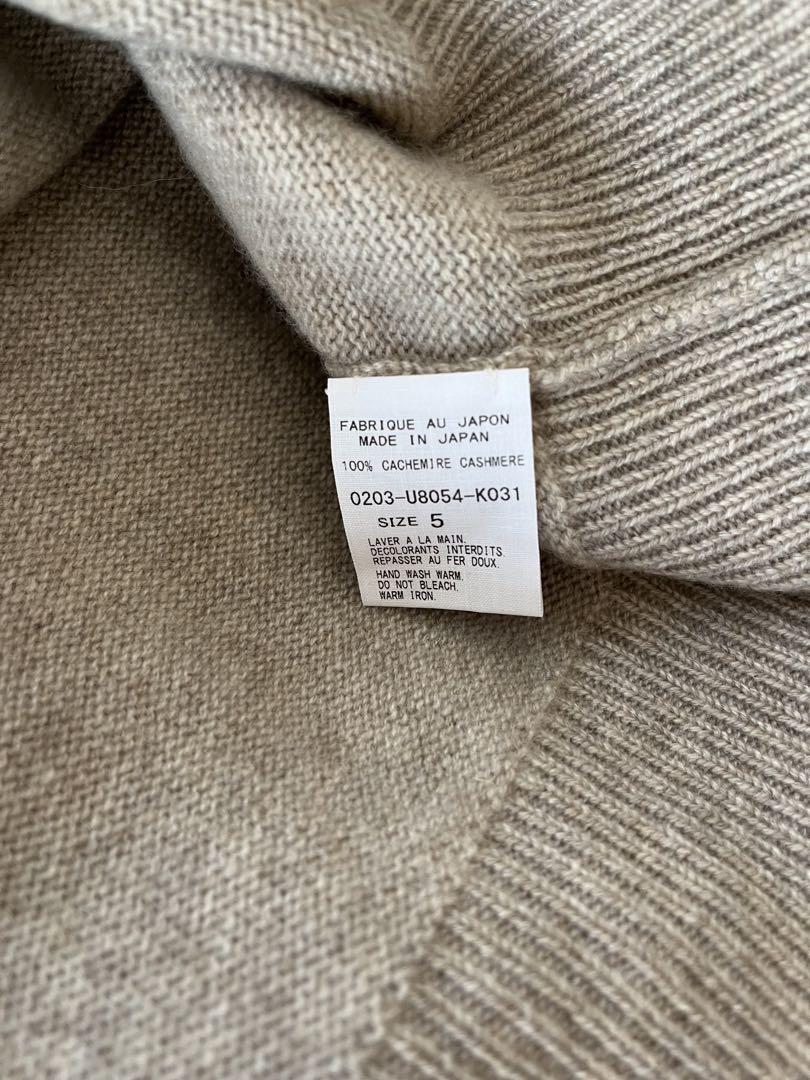 FABRIQUE AU JAPON
MADE IN JAPAN
100% CACHEMIRE CASHMERE
0203-U8054-K031
SIZE 5
LAVER A LA MAIN.
DECOLORANTS INTERDITS.
REPASSER AU FER DOUX.
HAND WASH WARM.
DO NOT BLEACH.
WARM IRON.